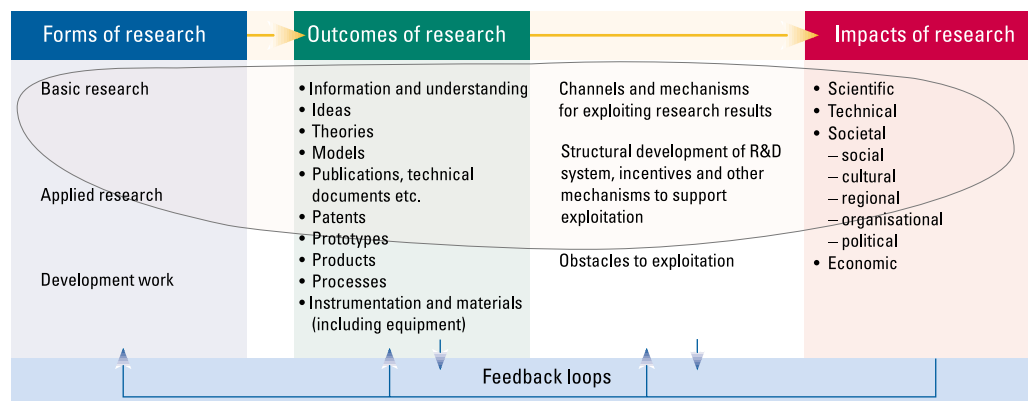 Forms of research
Outcomes of research
Impacts of research
Basic research
Applied research
Development work
• Information and understanding
• Ideas
• Theories
• Models
• Publications, technical
documents etc.
• Patents
• Prototypes
• Products
• Processes
• Instrumentation and materials
(including equipment)
Channels and mechanisms
for exploiting research results
Structural development of R&D
system, incentives and other
mechanisms to support
exploitation
Obstacles to exploitation
• Scientific
• Technical
• Societal
– social
– cultural
– regional
– organisational
– political
• Economic
Feedback loops